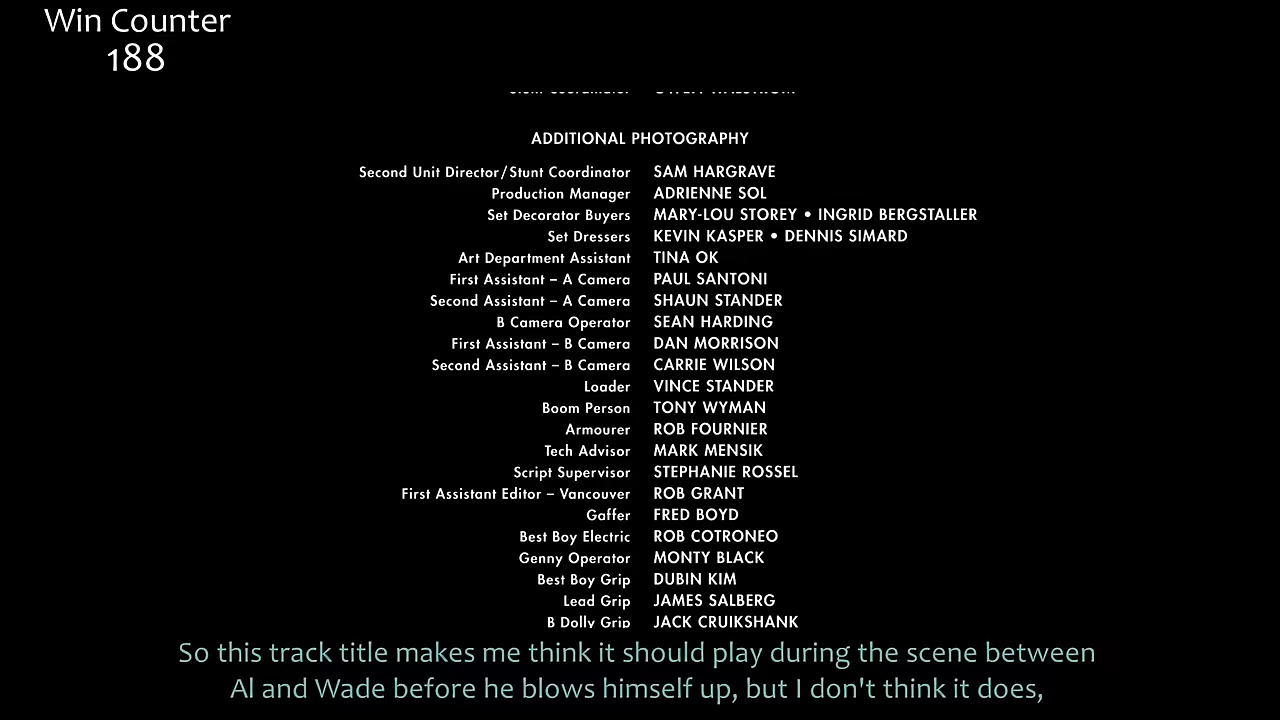 Win Counter
188
ADDITIONAL PHOTOGRAPHY
Second Unit Director/Stunt Coordinator SAM HARGRAVE
Production Manager ADRIENNE SOL
Set Decorator Buyers MARY-LOU STOREY • INGRID BERGSTALLER
Set Dressers KEVIN KASPER • DENNIS SIMARD
Art Department Assistant TINA OK
First Assistant – A Camera PAUL SANTONI
Second Assistant – A Camera SHAUN STANDER
B Camera Operator SEAN HARDING
First Assistant – B Camera DAN MORRISON
Second Assistant – B Camera CARRIE WILSON
Loader VINCE STANDER
Boom Person TONY WYMAN
Armourer ROB FOURNIER
Tech Advisor MARK MENSIK
Script Supervisor STEPHANIE ROSSEL
First Assistant Editor – Vancouver ROB GRANT
Gaffer FRED BOYD
Best Boy Electric ROB COTRONEO
Genny Operator MONTY BLACK
Best Boy Grip DUBIN KIM
Lead Grip JAMES SALBERG
B Dolly Grip JACK CRUIKSHANK
So this track title makes me think it should play during the scene between
Al and Wade before he blows himself up, but I don't think it does,